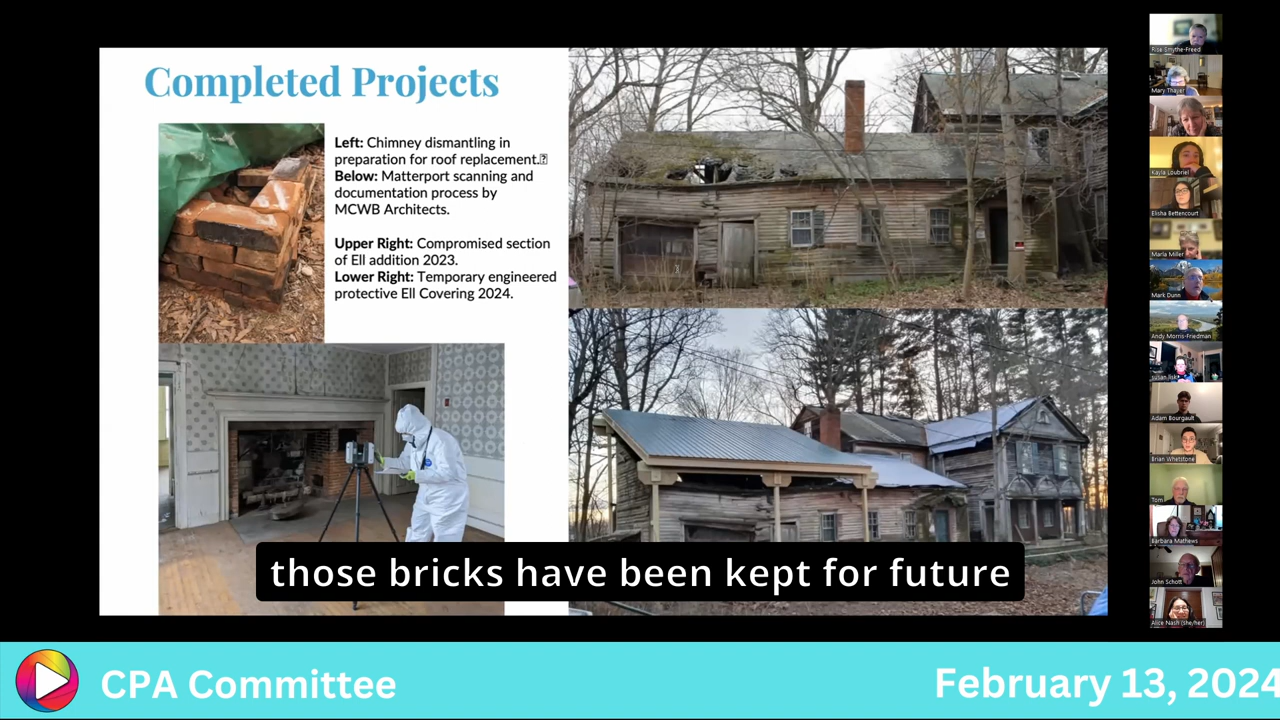 Completed Projects
Left: Chimney dismantling in
preparation for roof replacement.
Below: Matterport scanning and
documentation process by
MCWB Architects.
Upper Right: Compromised section
of Ell addition 2023.
Lower Right: Temporary engineered
protective Ell Covering 2024.
those bricks have been kept for future
Mary Thayer
Kayla Loubriel
Elisha Bettencourt
Marla Miller
Mark Dunn
Andy Morris-Friedman
Adam Bourgault
Brian Whetstone
Tom
Barbara Mathews
John Schott
Alice Nash (she/her)
CPA Committee
February 13, 2024